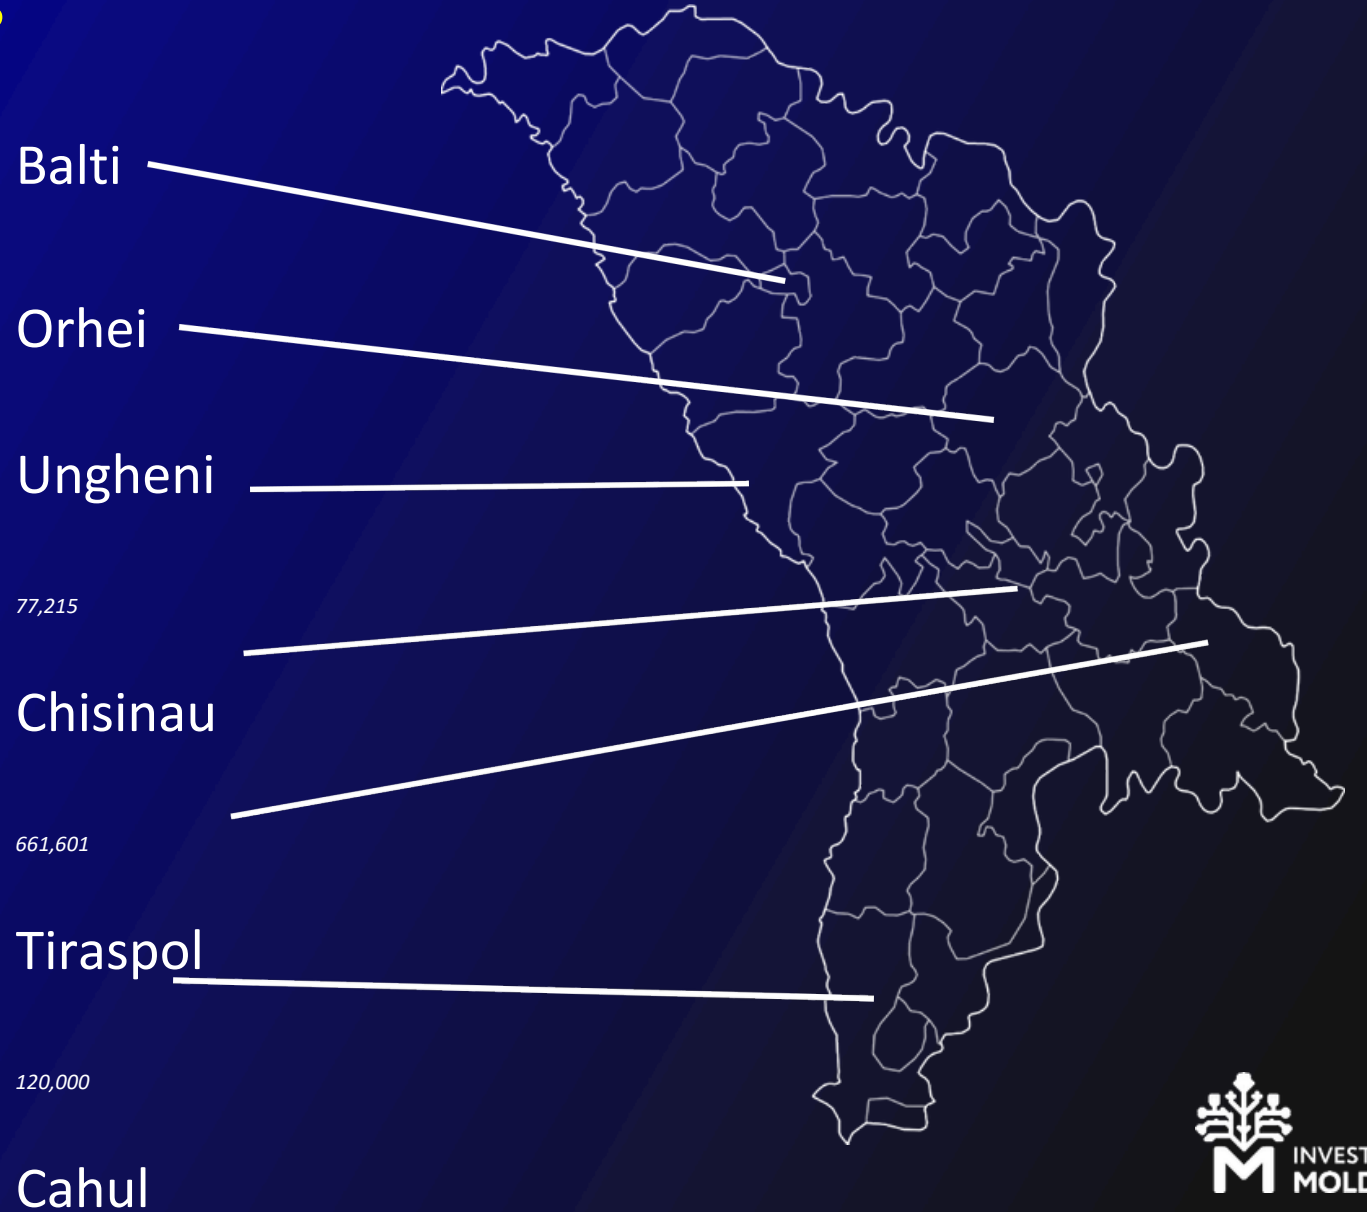 Balti
Orhei
Ungheni
77,215
Chisinau
661,601
Tiraspol
120,000
Cahul
INVEST
MOLD